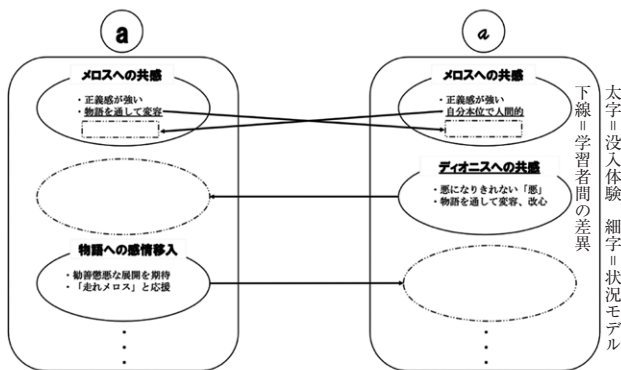 a
メロスへの共感
・正義感が強い
・物語を通して変容
物語への感情移入
・勧善懲悪な展開を期待
・「走れメロス」と応援
a
メロスへの共感
・正義感が強い
・自分本位で人間的
ディオニスへの共感
・悪になりきれない「悪」
・物語を通して変容、改心
太字＝没入体験　細字＝状況モデル
下線＝学習者間の差異